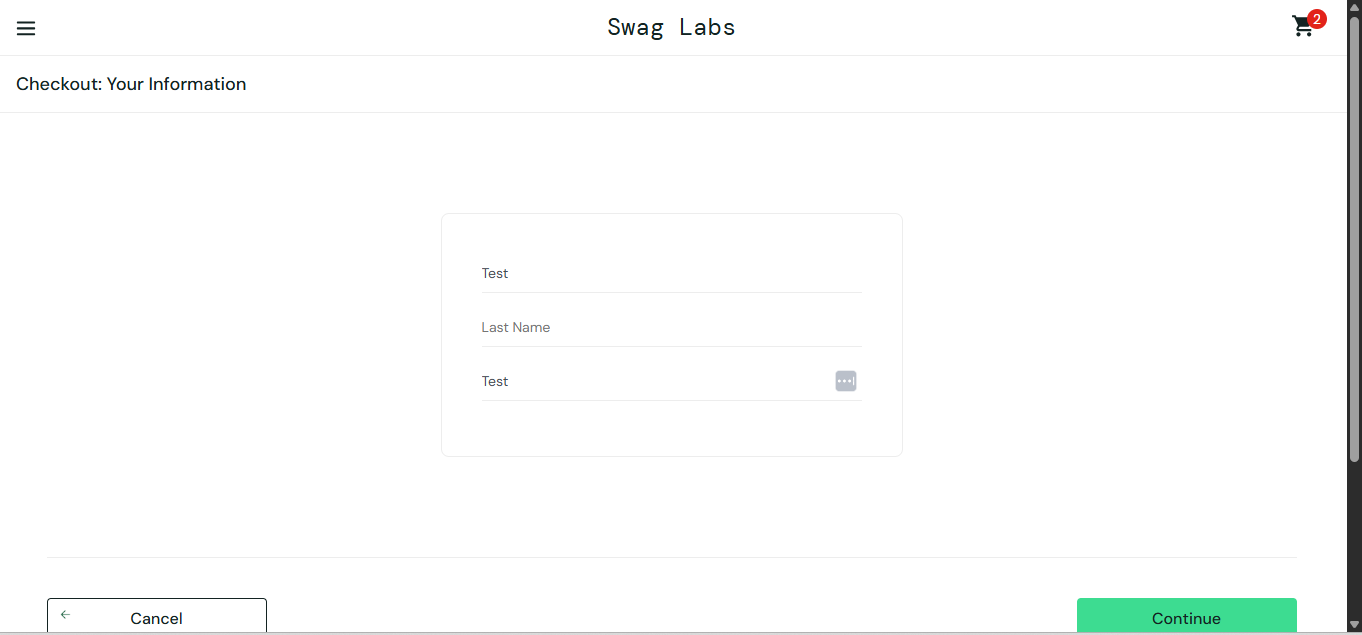 Swag Labs
2
Checkout: Your Information
Test
Last Name
Test
Cancel
Continue